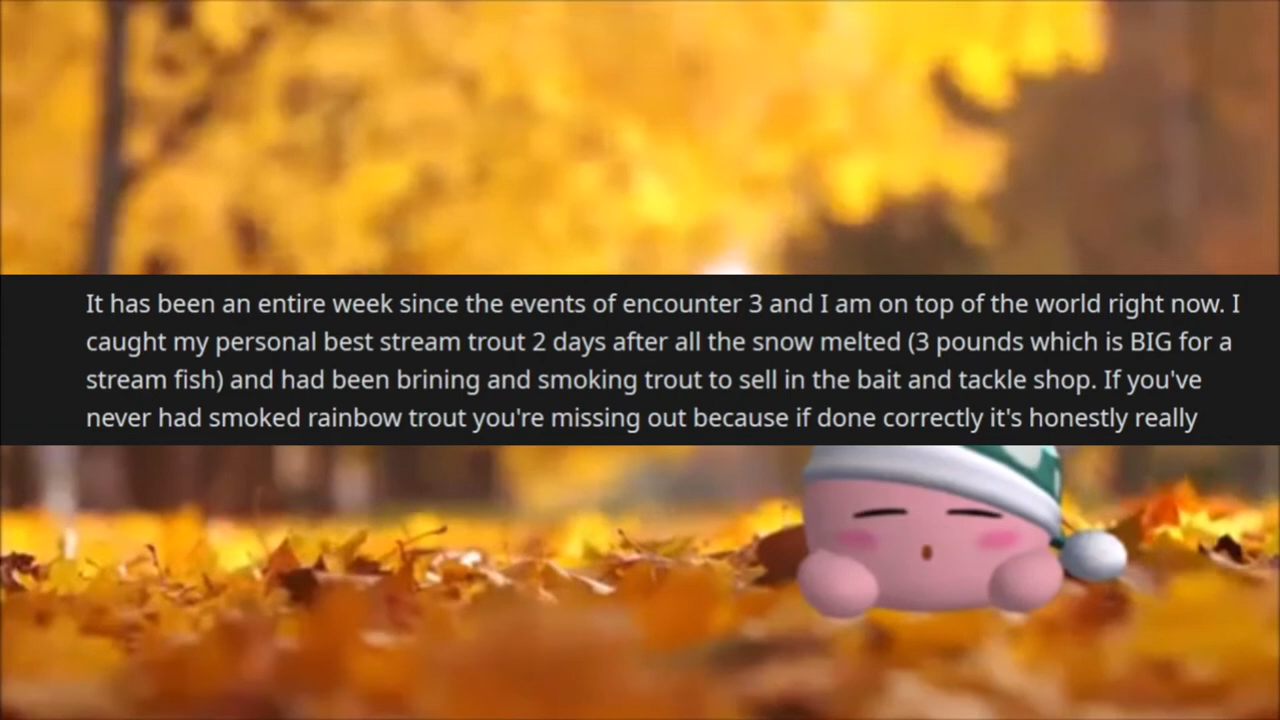 It has been an entire week since the events of encounter 3 and I am on top of the world right now. I
caught my personal best stream trout 2 days after all the snow melted (3 pounds which is BIG for a
stream fish) and had been brining and smoking trout to sell in the bait and tackle shop. If you've
never had smoked rainbow trout you're missing out because if done correctly it's honestly really